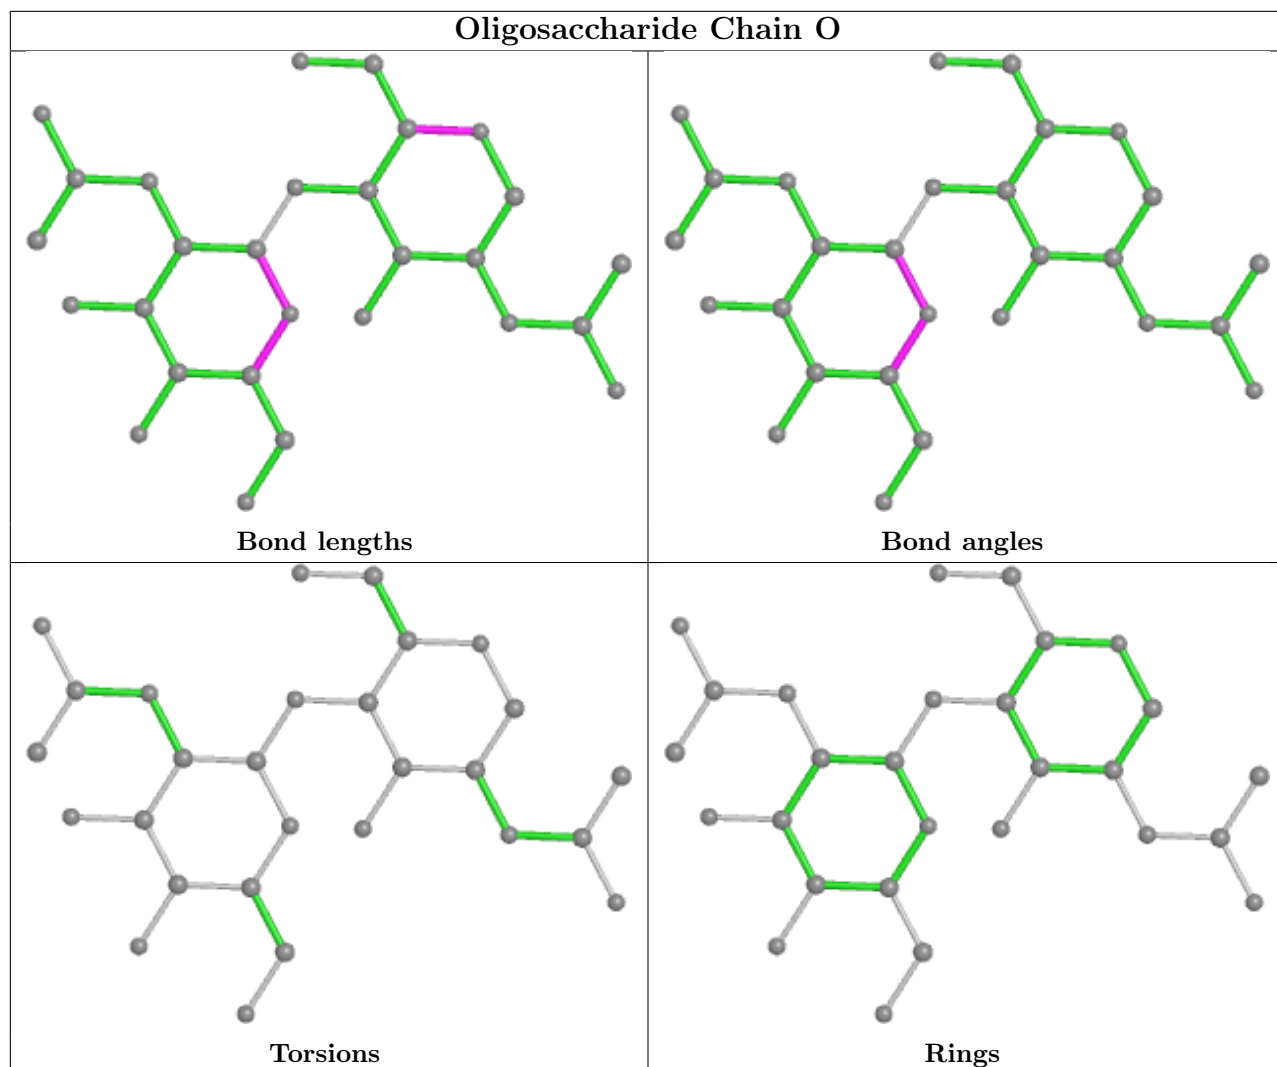 Oligosaccharide Chain O
Bond lengths
Bond angles
Torsions
Rings